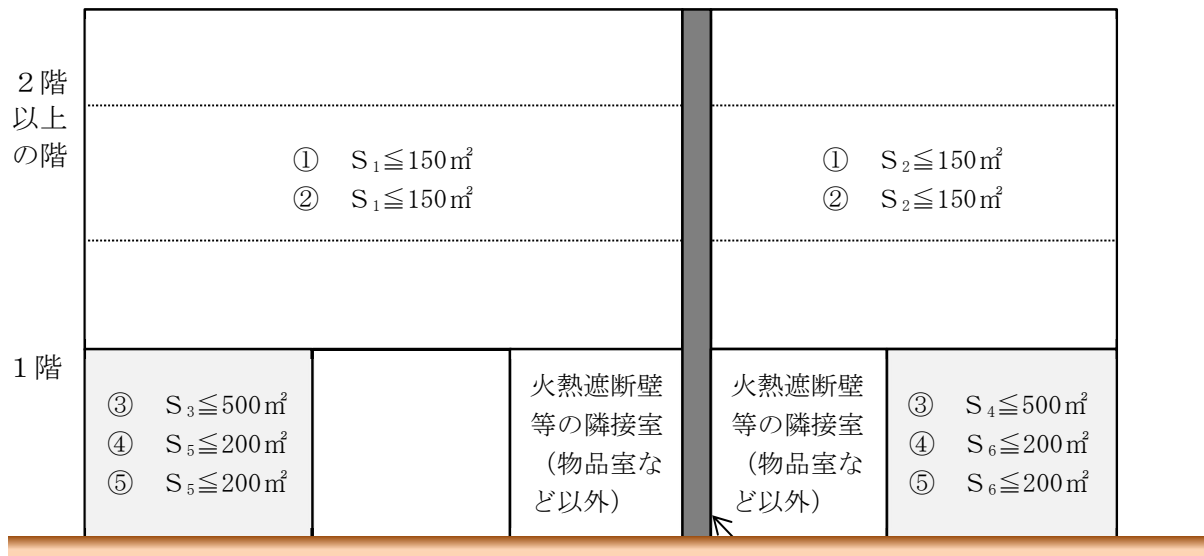 ２階
以上
の階
① Ｓ₁≦150㎡
② Ｓ₁≦150㎡
① Ｓ₂≦150㎡
② Ｓ₂≦150㎡
１階
③ Ｓ₃≦500㎡
④ Ｓ₅≦200㎡
⑤ Ｓ₅≦200㎡
火熱遮断壁
等の隣接室
（物品室な
ど以外）
火熱遮断壁
等の隣接室
（物品室な
ど以外）
③ Ｓ₄≦500㎡
④ Ｓ₆≦200㎡
⑤ Ｓ₆≦200㎡